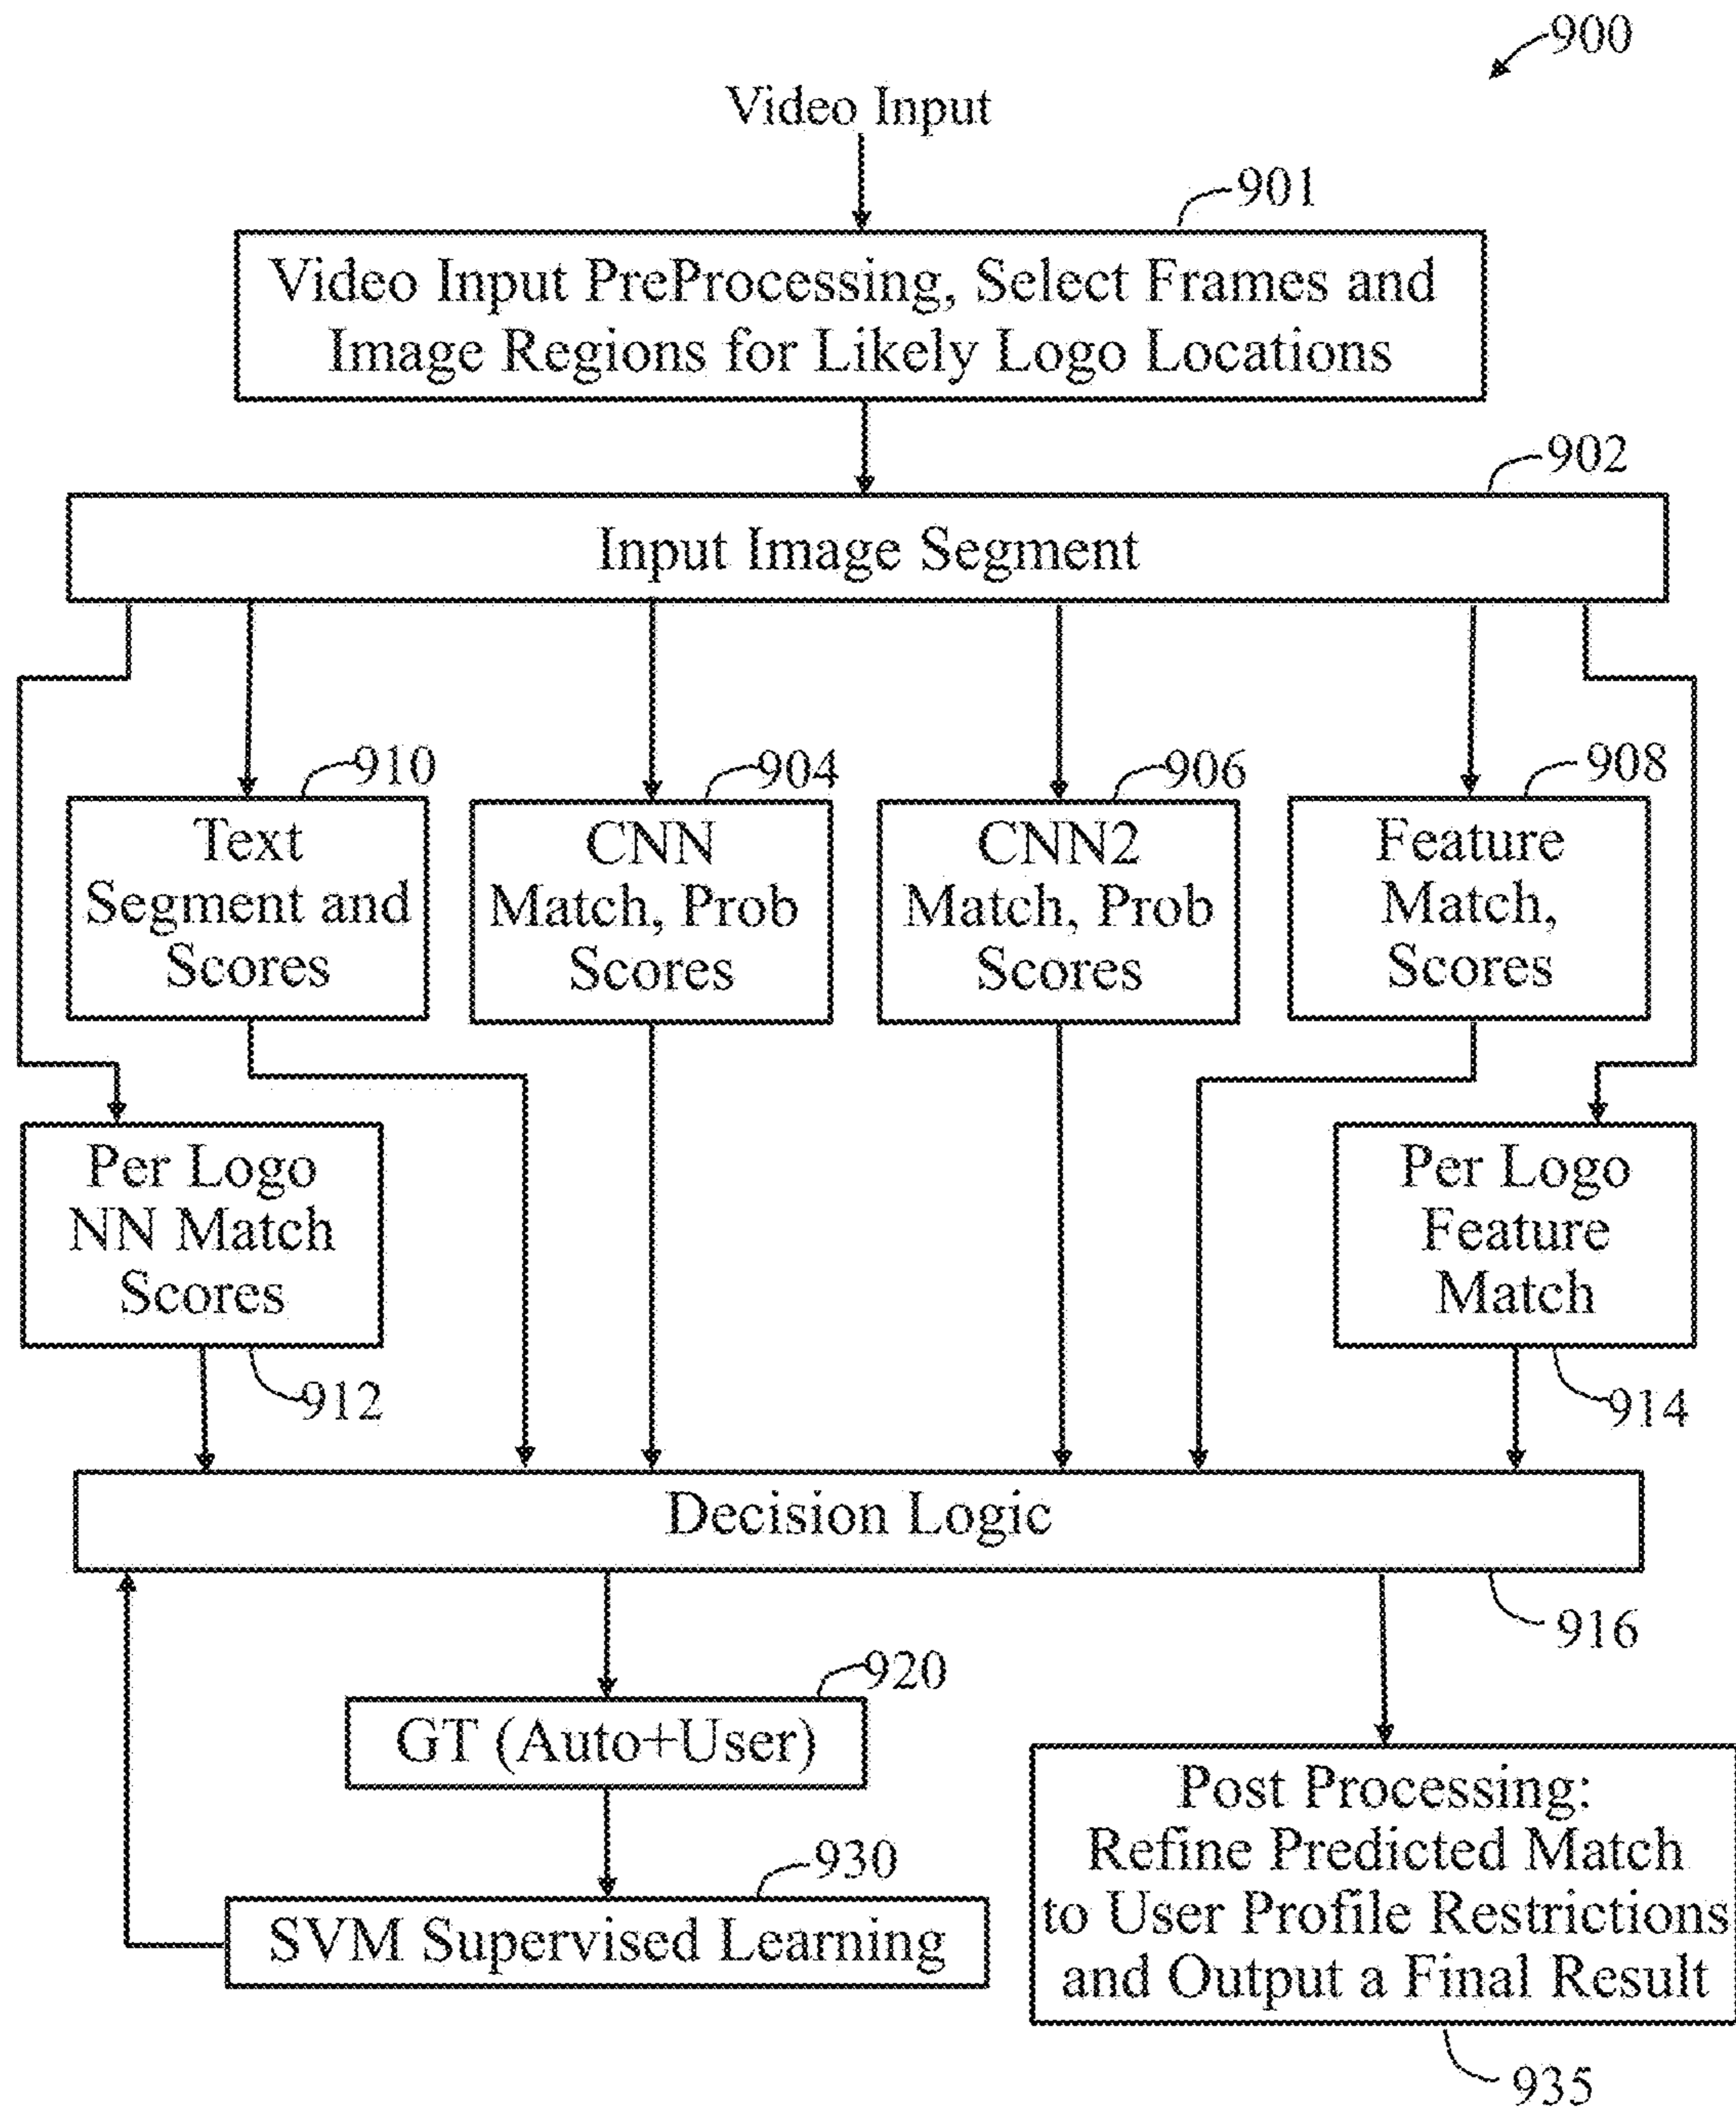 900
Video Input
901
Video Input PreProcessing, Select Frames and
Image Regions for Likely Logo Locations
902
Input Image Segment
910
Text
Segment and
Scores
904
CNN
Match, Prob
Scores
906
CNN2
Match, Prob
Scores
908
Feature
Match,
Scores
Per Logo
NN Match
Scores
912
Per Logo
Feature
Match
914
Decision Logic
916
920
GT (Auto+User)
930
SVM Supervised Learning
Post Processing:
Refine Predicted Match
to User Profile Restrictions
and Output a Final Result
935